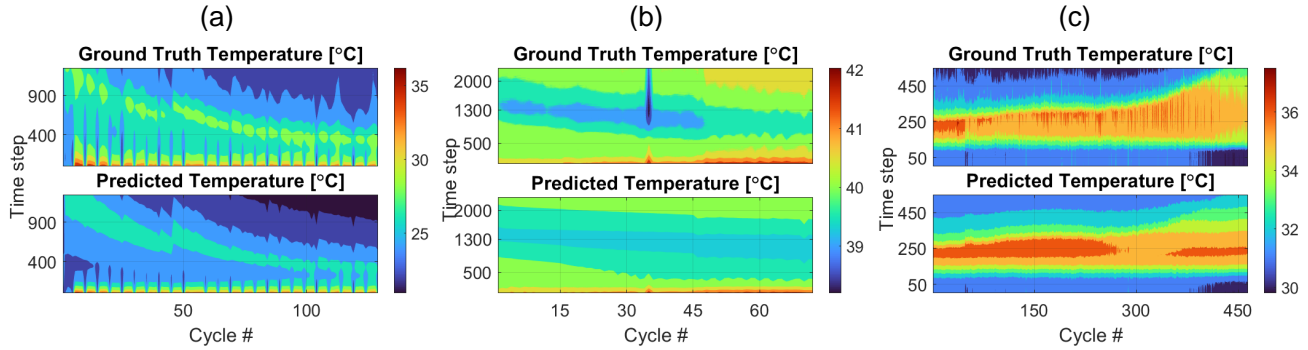 (a)
Ground Truth Temperature [°C]
900
400
Predicted Temperature [°C]
900
400
Time step
50
100
Cycle #
35
30
25
(b)
Ground Truth Temperature [°C]
2000
1300
500
Predicted Temperature [°C]
2000
1300
500
Time step
15
30
45
60
Cycle #
42
41
40
39
(c)
Ground Truth Temperature [°C]
450
250
50
Predicted Temperature [°C]
450
250
50
Time step
150
300
450
Cycle #
38
36
34
32
30